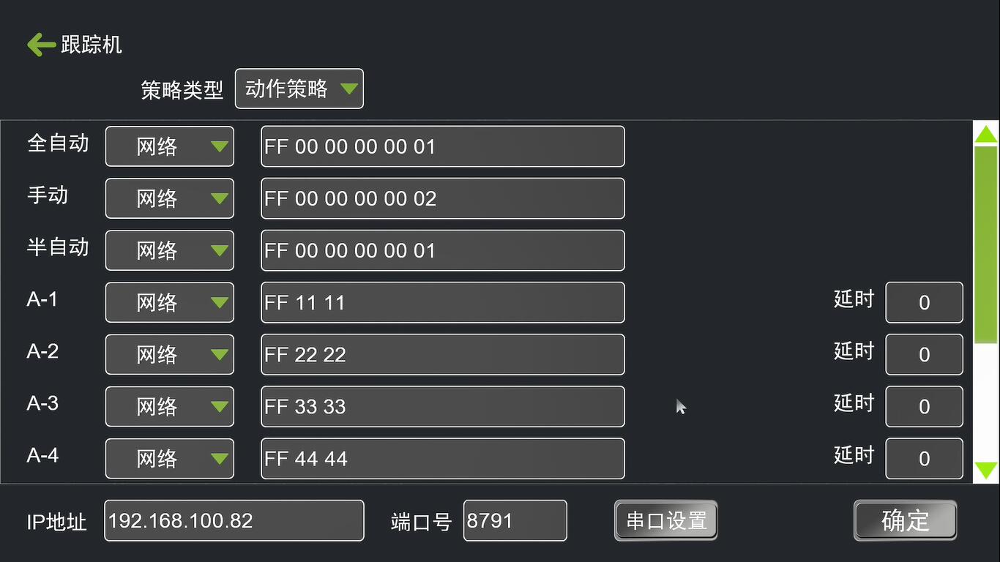 跟踪机
策略类型 动作策略
全自动 网络 FF 00 00 00 00 01
手动 网络 FF 00 00 00 00 02
半自动 网络 FF 00 00 00 00 01
A-1 网络 FF 11 11 延时 0
A-2 网络 FF 22 22 延时 0
A-3 网络 FF 33 33 延时 0
A-4 网络 FF 44 44 延时 0
IP地址 192.168.100.82 端口号 8791 串口设置 确定